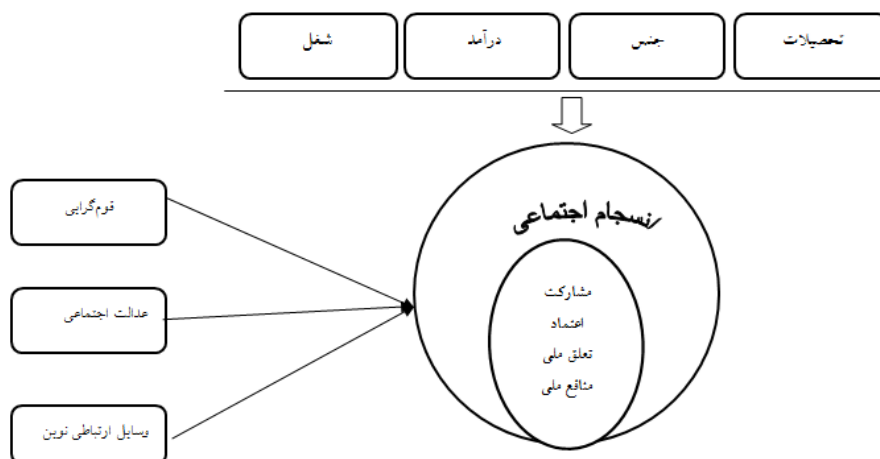 تحصیلات
جنس
درآمد
شغل
انسجام اجتماعی
قوم‌گرایی
مشارکت
عدالت اجتماعی
اعتماد
تعلق ملی
منافع ملی
وسایل ارتباطی نوین